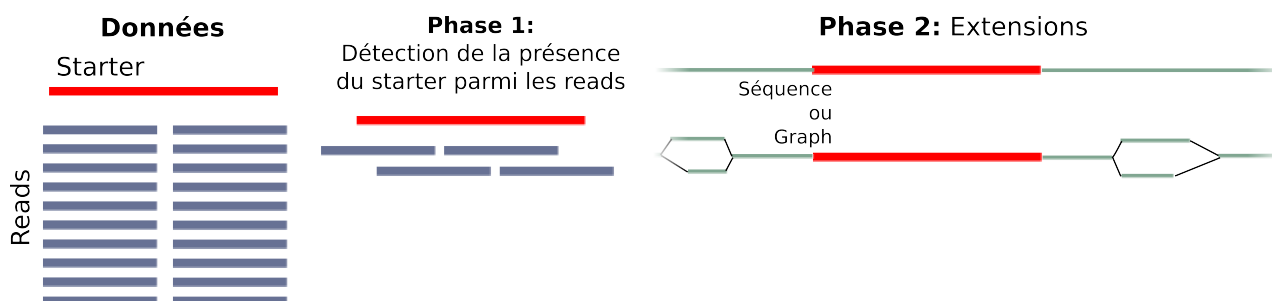 Données
Starter
Reads
Phase 1:
Détection de la présence
du starter parmi les reads
Phase 2: Extensions
Séquence
ou
Graph